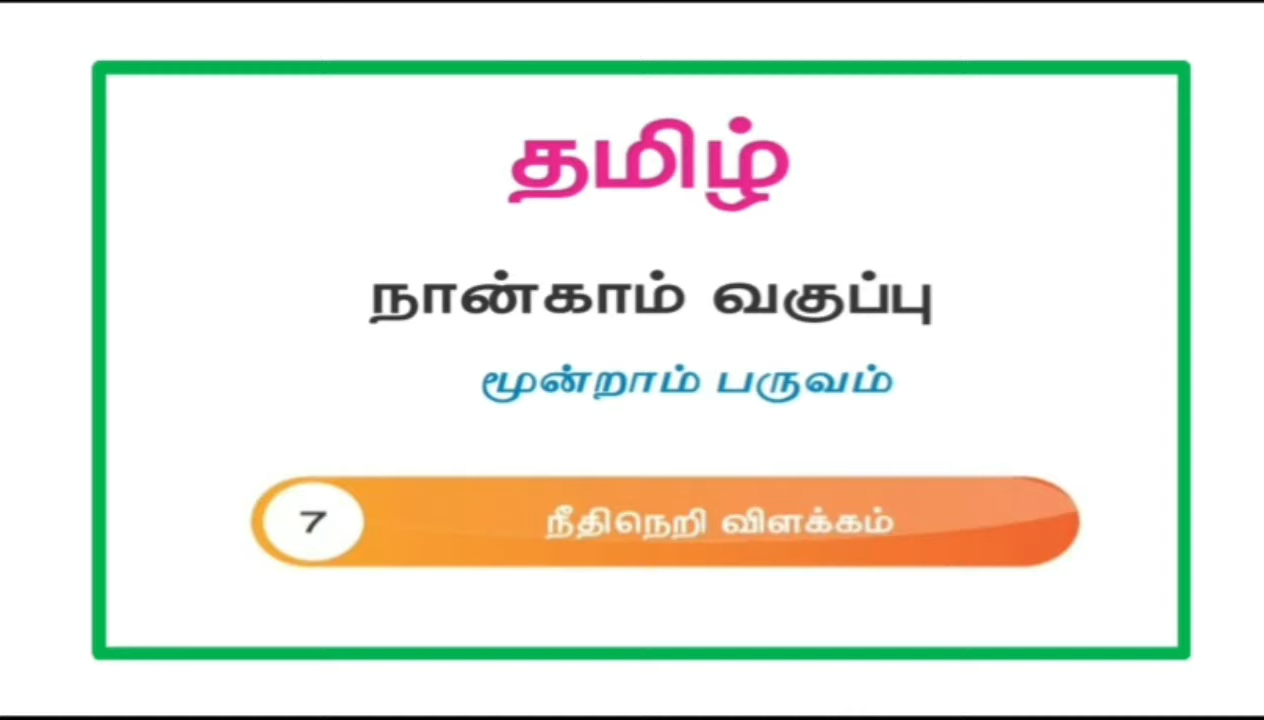 தமிழ்
நான்காம் வகுப்பு
மூன்றாம் பருவம்
7 நீதிநெறி விளக்கம்